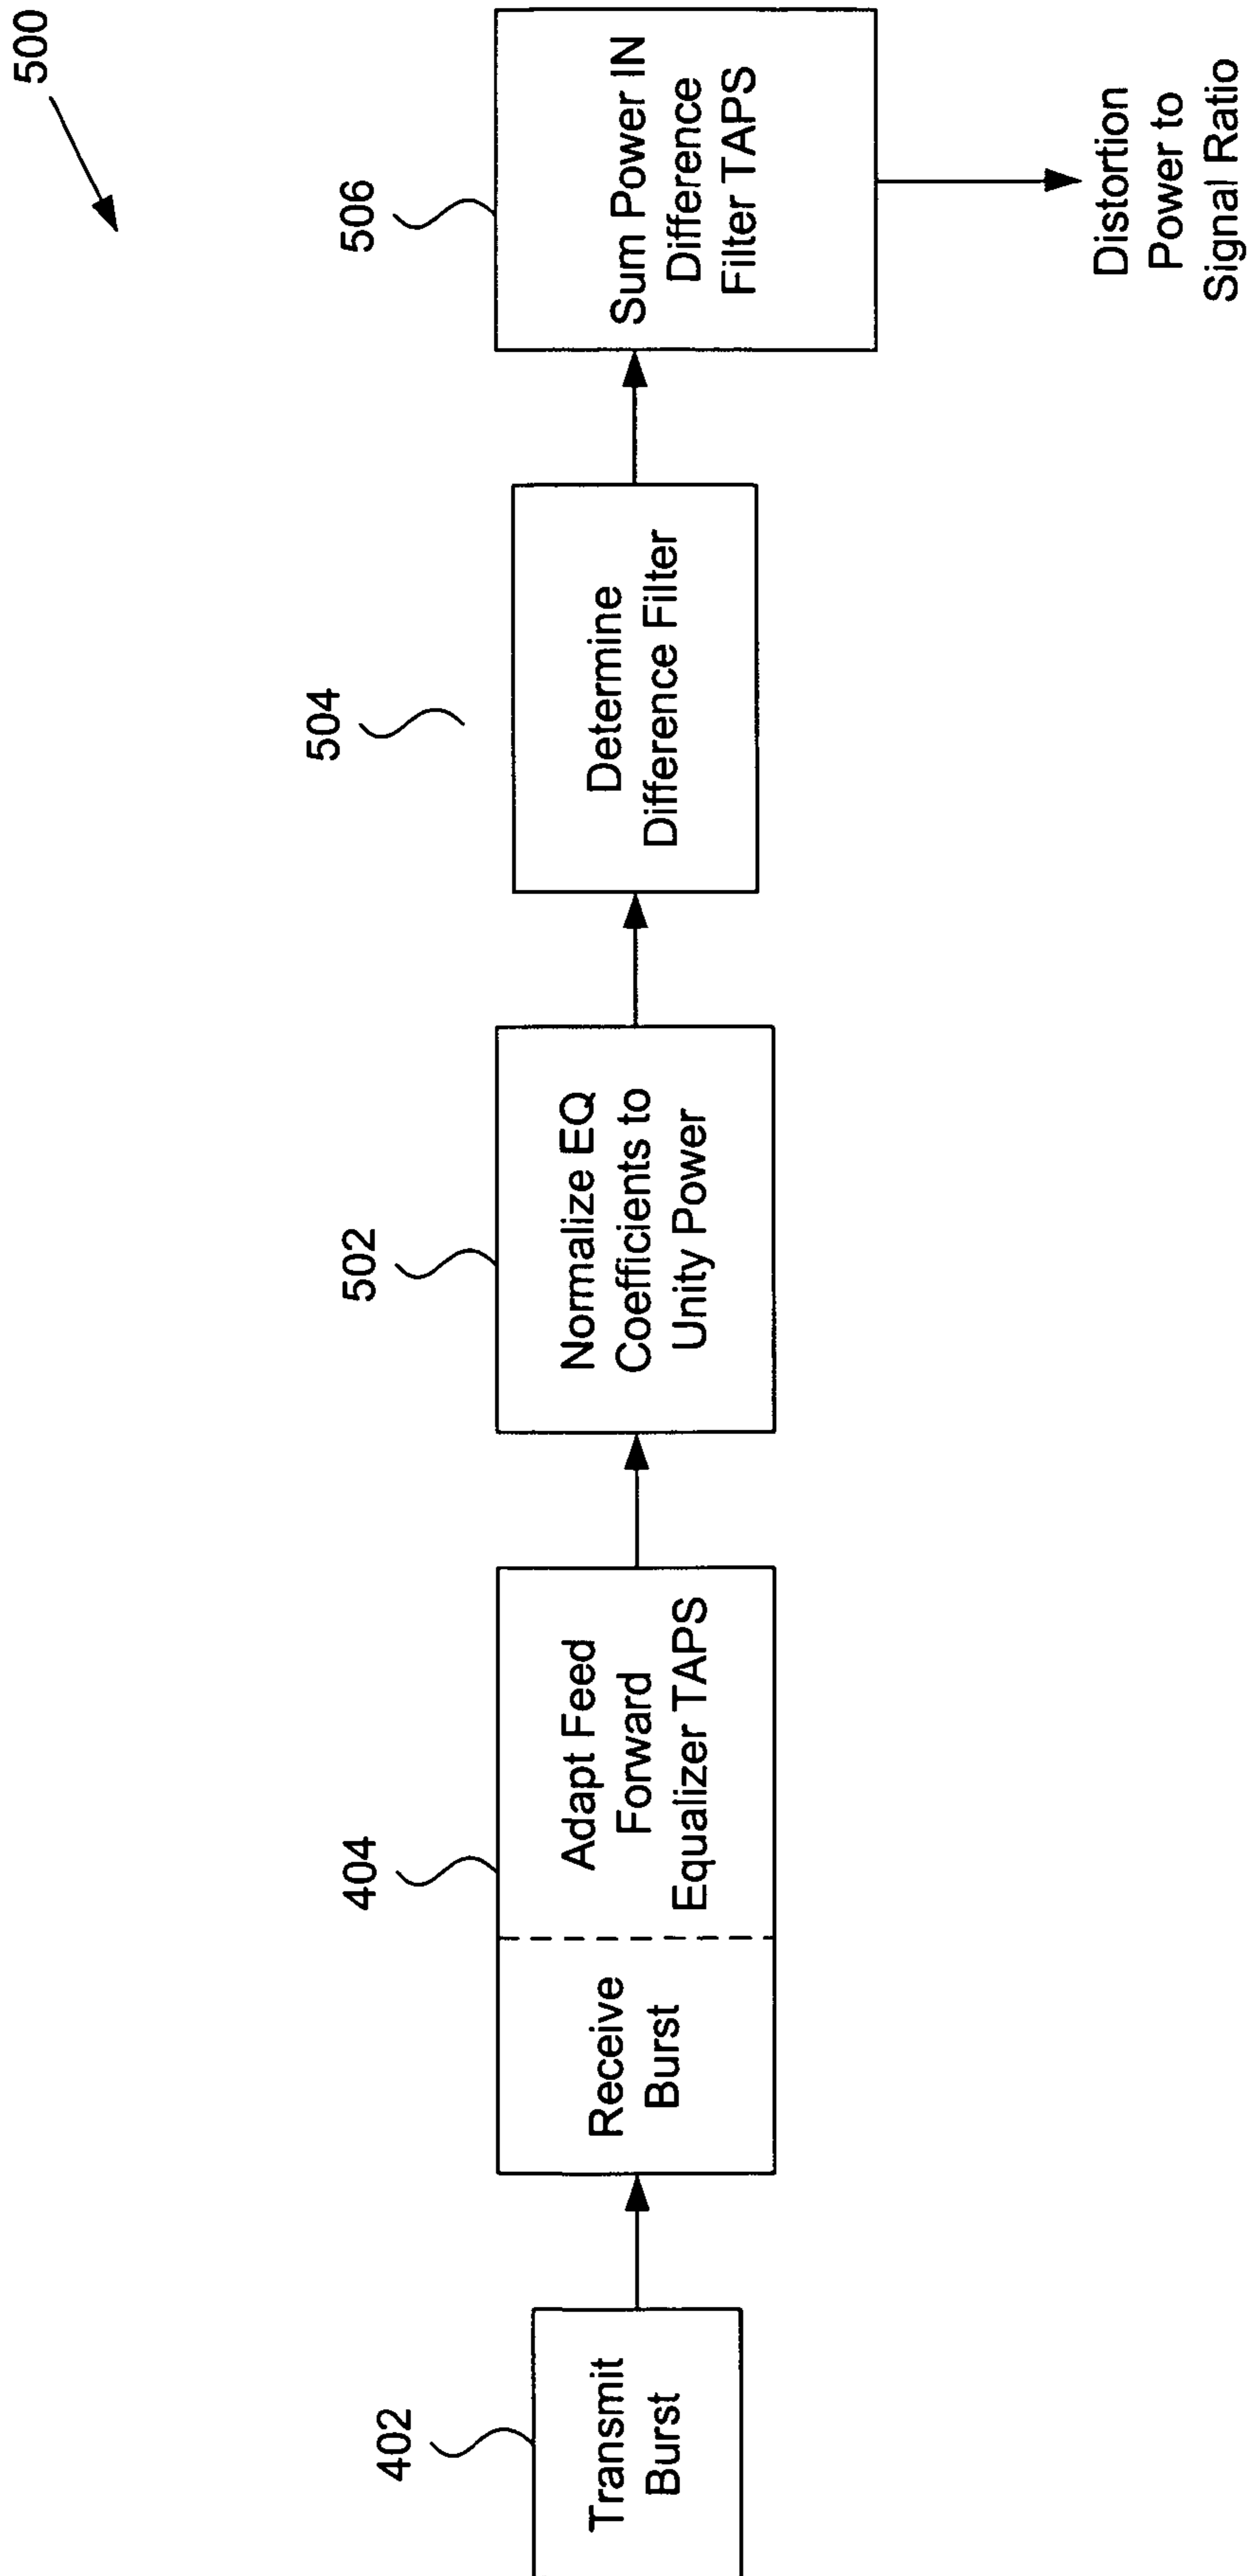 500
402
Transmit
Burst
404
Receive
Burst
Adapt Feed
Forward
Equalizer TAPS
502
Normalize EQ
Coefficients to
Unity Power
504
Determine
Difference Filter
506
Sum Power IN
Difference
Filter TAPS
Distortion
Power to
Signal Ratio